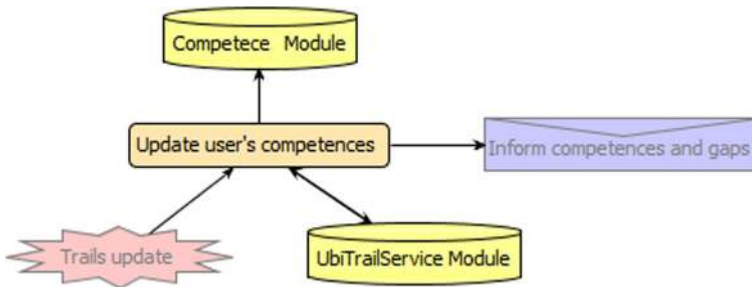 Competece Module
Update user's competences
Inform competences and gaps
Trails update
UbiTrailService Module